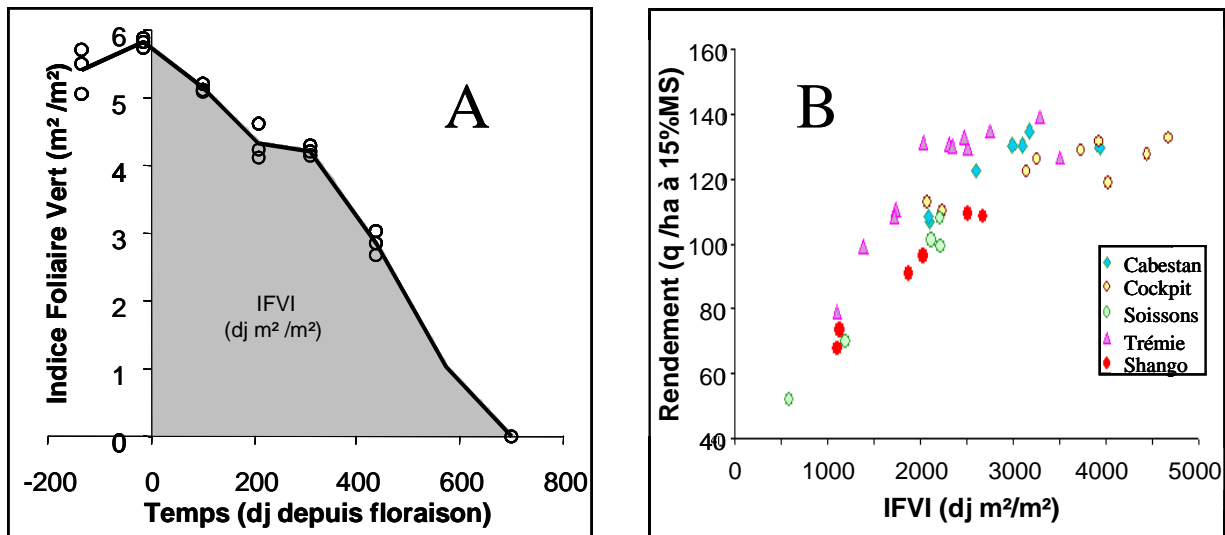 A
Indice Foliaire Vert (m² /m²)
6
5
4
3
2
1
0
IFVI
(dj m² /m²)
-200 0 200 400 600 800
Temps (dj depuis floraison)
B
Rendement (q /ha à 15%MS)
160
140
120
100
80
60
40
0 1000 2000 3000 4000 5000
IFVI (dj m²/m²)
Cabestan
Cockpit
Soissons
Trémie
Shango